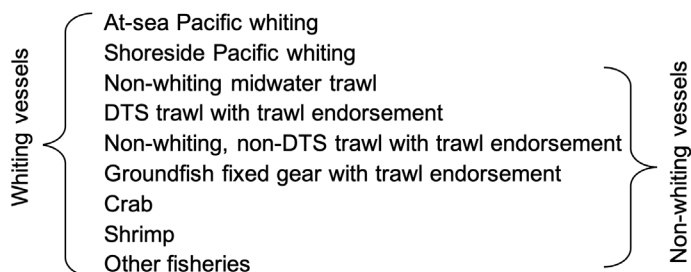 Whiting vessels
At-sea Pacific whiting
Shoreside Pacific whiting
Non-whiting midwater trawl
DTS trawl with trawl endorsement
Non-whiting, non-DTS trawl with trawl endorsement
Groundfish fixed gear with trawl endorsement
Crab
Shrimp
Other fisheries
Non-whiting vessels